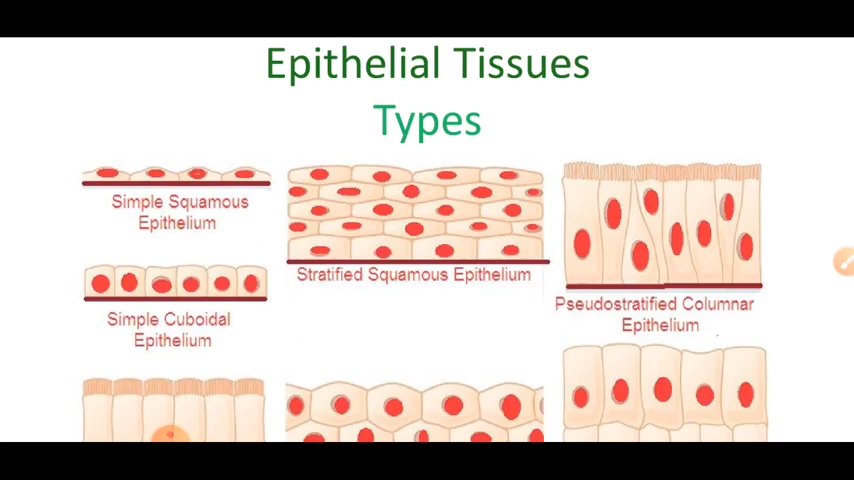 Epithelial Tissues
Types
Simple Squamous
Epithelium
Stratified Squamous Epithelium
Pseudostratified Columnar
Epithelium
Simple Cuboidal
Epithelium